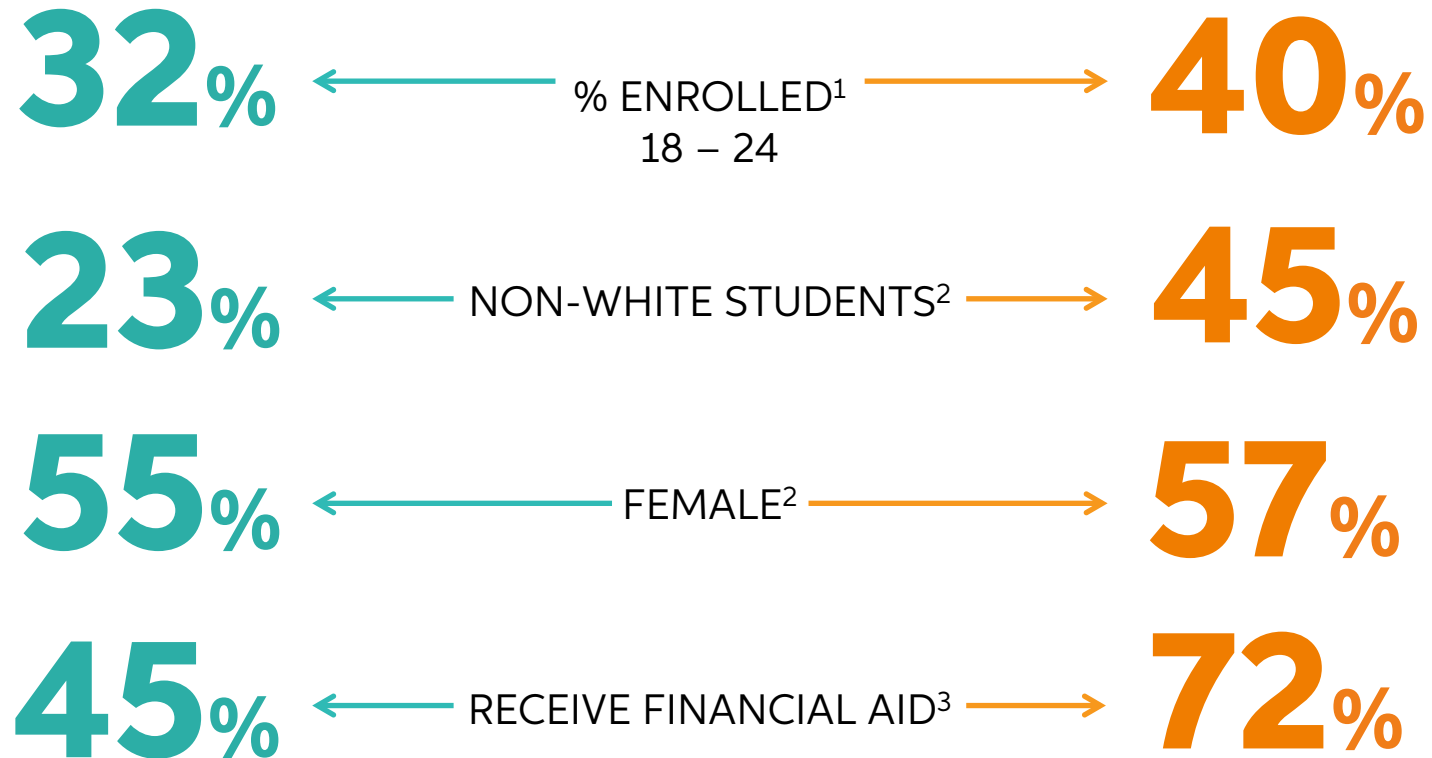 32% % ENROLLED¹ 40%
18 – 24
23% NON-WHITE STUDENTS² 45%
55% FEMALE² 57%
45% RECEIVE FINANCIAL AID³ 72%